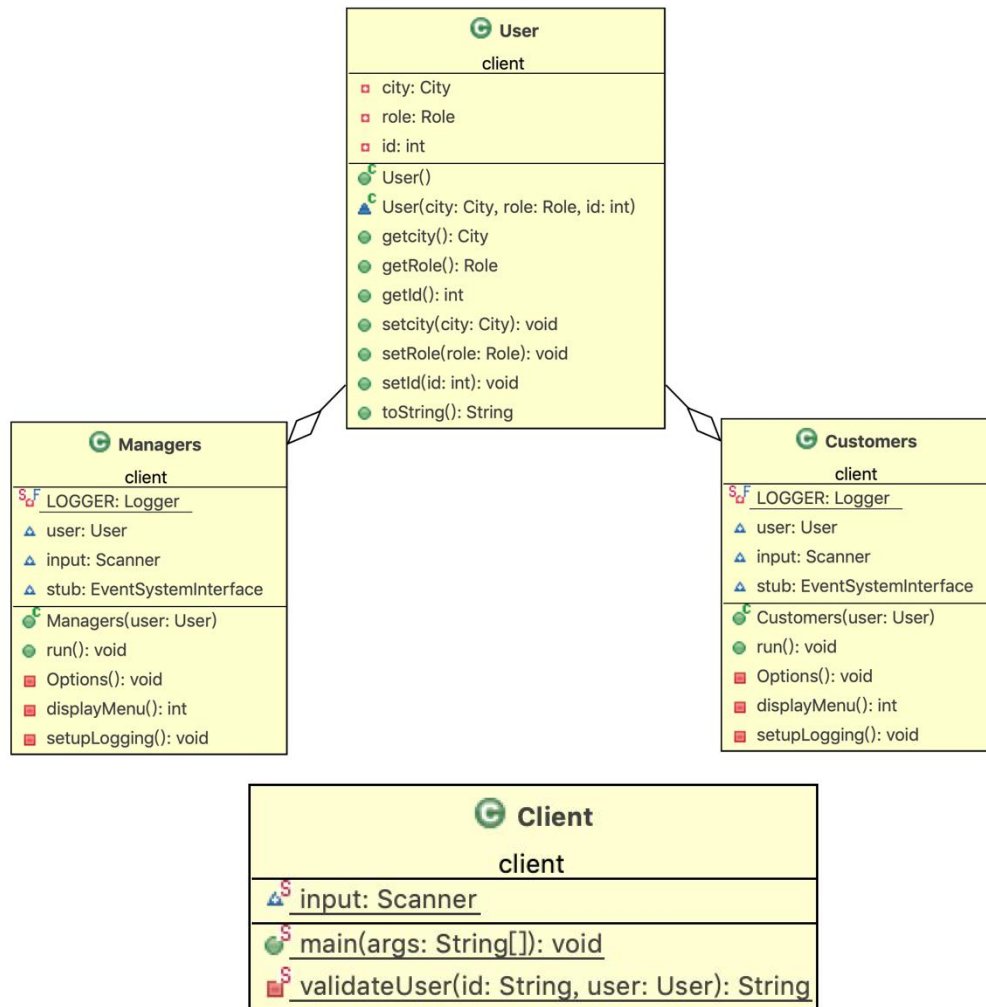 User
client
city: City
role: Role
id: int
User()
User(city: City, role: Role, id: int)
getcity(): City
getRole(): Role
getId(): int
setcity(city: City): void
setRole(role: Role): void
setId(id: int): void
toString(): String
Managers
client
LOGGER: Logger
user: User
input: Scanner
stub: EventSystemInterface
Managers(user: User)
run(): void
Options(): void
displayMenu(): int
setupLogging(): void
Customers
client
LOGGER: Logger
user: User
input: Scanner
stub: EventSystemInterface
Customers(user: User)
run(): void
Options(): void
displayMenu(): int
setupLogging(): void
Client
client
input: Scanner
main(args: String[]): void
validateUser(id: String, user: User): String